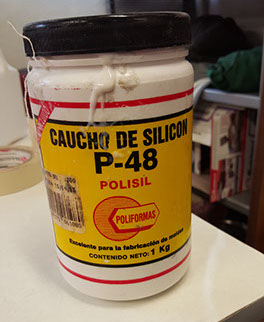 CAUCHO DE SILICON
P-48
POLISIL
POLIFORMAS
Excelente para la fabricación de moldes
CONTENIDO NETO: 1 Kg